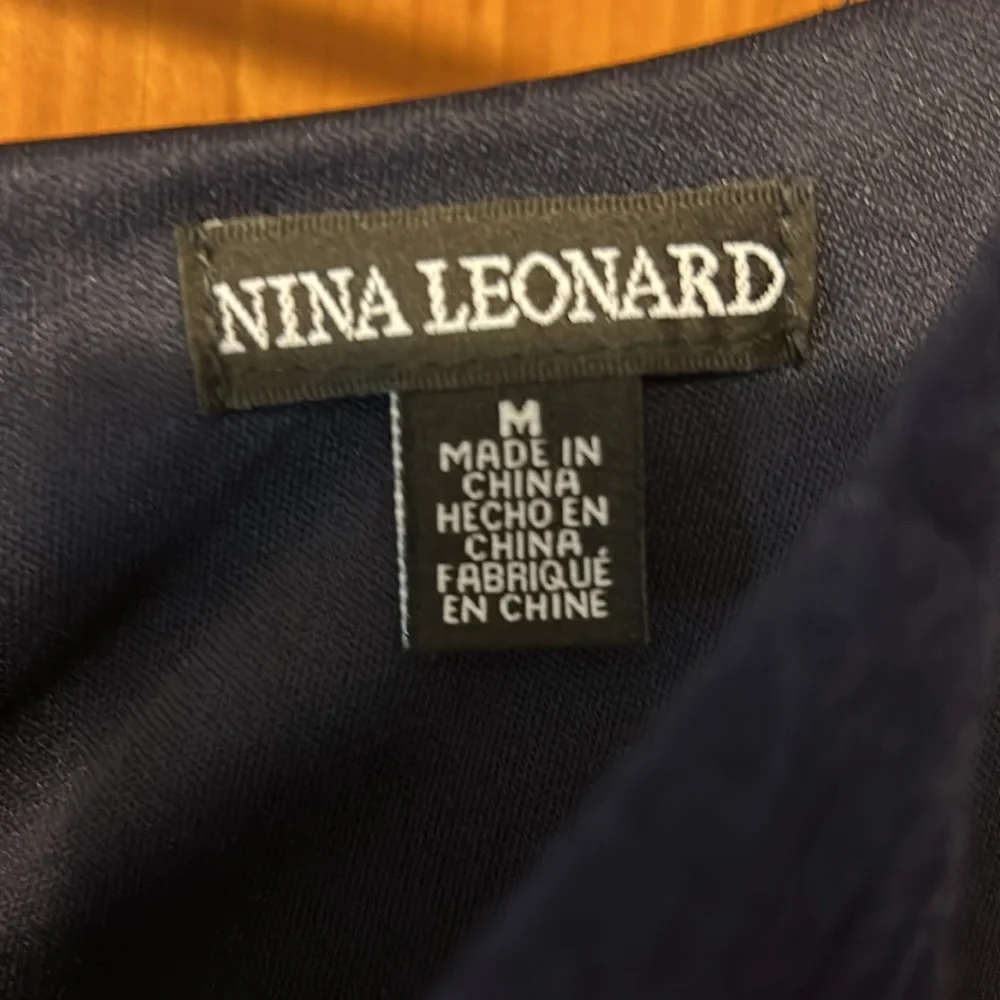 NINA LEONARD
M
MADE IN
CHINA
HECHO EN
CHINA
FABRIQUÉ
EN CHINE